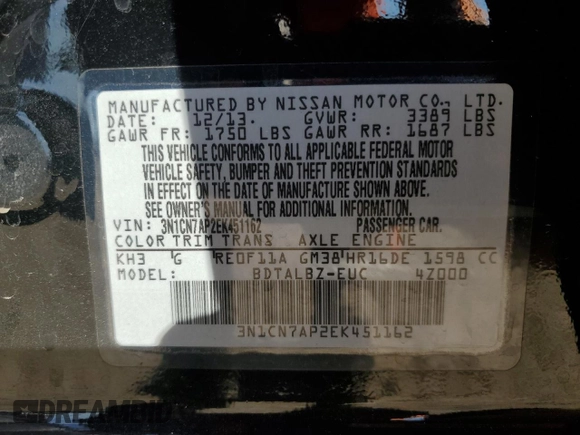 MANUFACTURED BY NISSAN MOTOR CO., LTD.
DATE: 12/13. GVWR: 3389 LBS
GAWR FR: 1750 LBS GAWR RR: 1687 LBS
THIS VEHICLE CONFORMS TO ALL APPLICABLE FEDERAL MOTOR
VEHICLE SAFETY, BUMPER AND THEFT PREVENTION STANDARDS
IN EFFECT ON THE DATE OF MANUFACTURE SHOWN ABOVE.
SEE OWNER'S MANUAL FOR ADDITIONAL INFORMATION.
VIN: 3N1CN7AP2EK451162 PASSENGER CAR.
COLOR TRIM TRANS AXLE ENGINE
KH3 G RE0F11A GM38 HR16DE 1598 CC
BDTALBZ-EUC 4Z000
3N1CN7AP2EK451162
DREAMBID